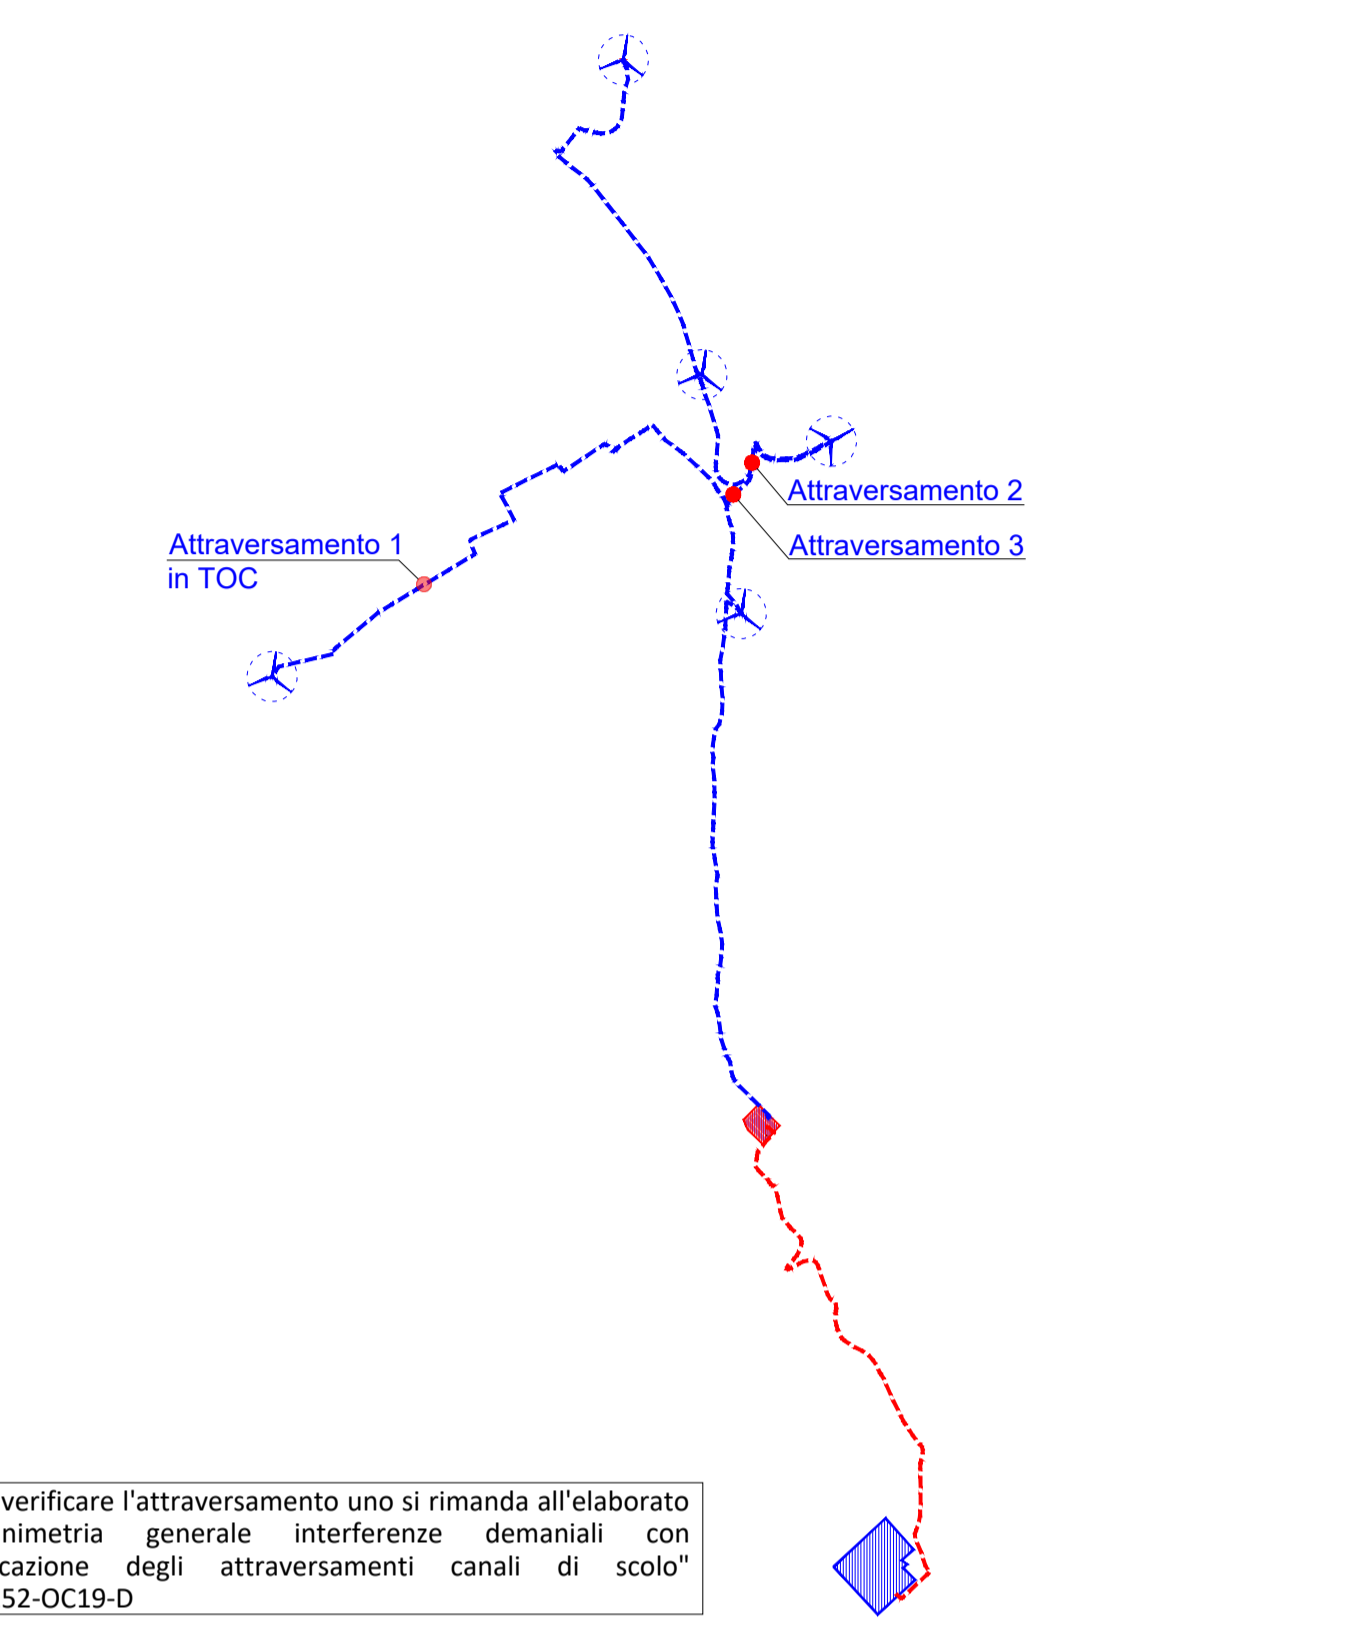 Attraversamento 2
Attraversamento 1
in TOC
Attraversamento 3
verificare l'attraversamento uno si rimanda all'elaborato
nimetria generale interferenze demaniali con
cazione degli attraversamenti canali di scolo"
52-OC19-D